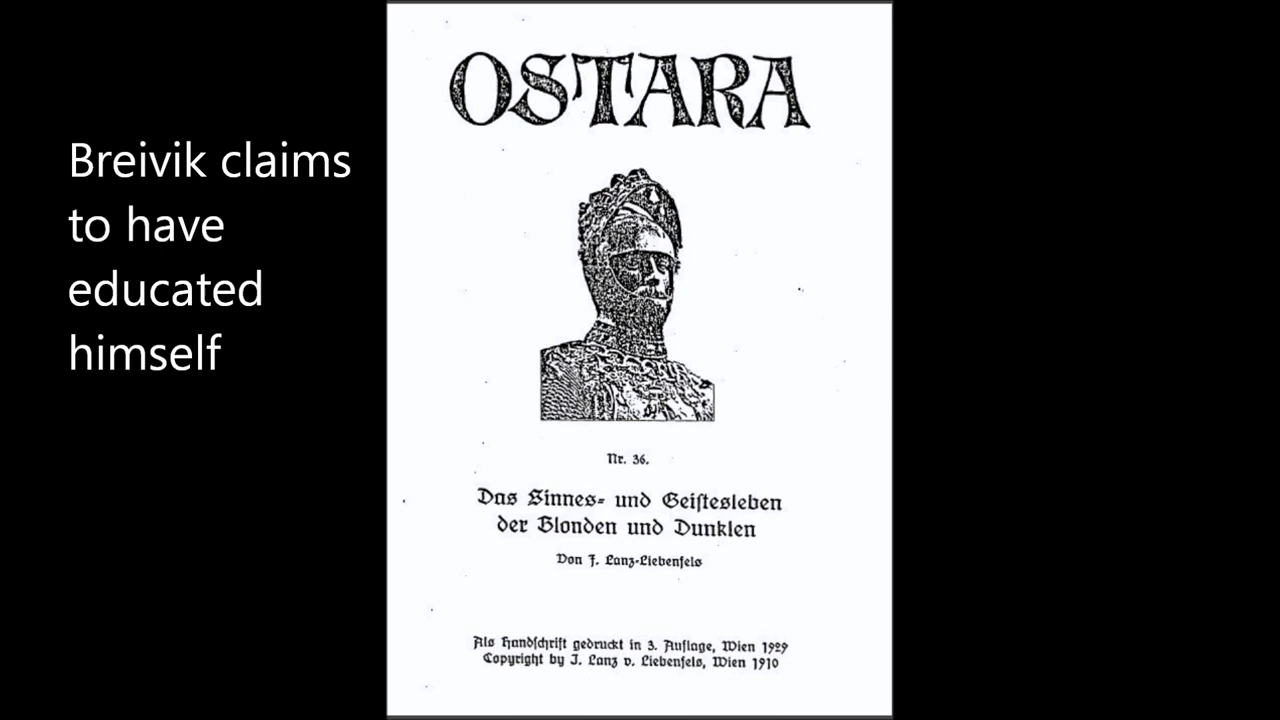 Breivik claims
to have
educated
himself
OSTARA
Nr. 36.
Das Sinnes- und Geistesleben
der Blonden und Dunklen
Von J. Lanz-Liebenfels
Als Handschrift gedruckt in 3. Auflage, Wien 1929
Copyright by J. Lanz v. Liebenfels, Wien 1910